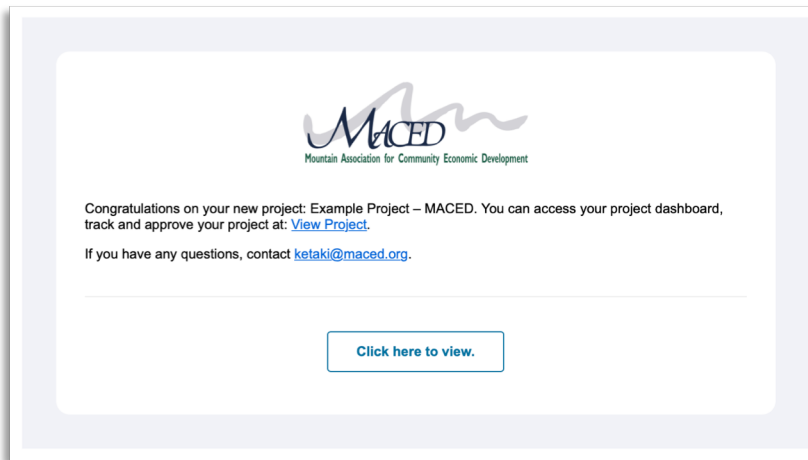 MACED
Mountain Association for Community Economic Development
Congratulations on your new project: Example Project – MACED. You can access your project dashboard,
track and approve your project at: View Project.
If you have any questions, contact ketaki@maced.org.
Click here to view.